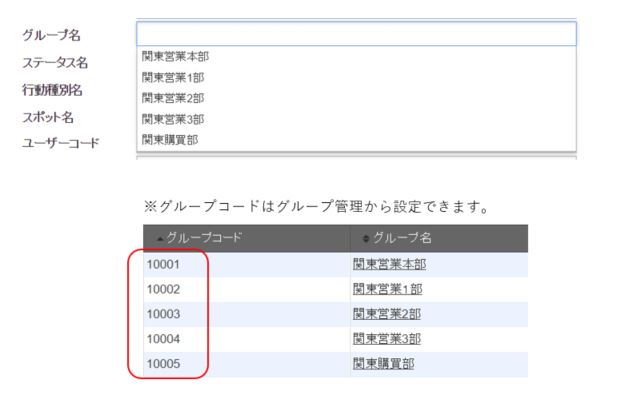 グループ名
関東営業本部
ステータス名
関東営業1部
行動種別名
関東営業2部
スポット名
関東営業3部
ユーザーコード
関東購買部
※グループコードはグループ管理から設定できます。
グループコード グループ名
10001 関東営業本部
10002 関東営業1部
10003 関東営業2部
10004 関東営業3部
10005 関東購買部